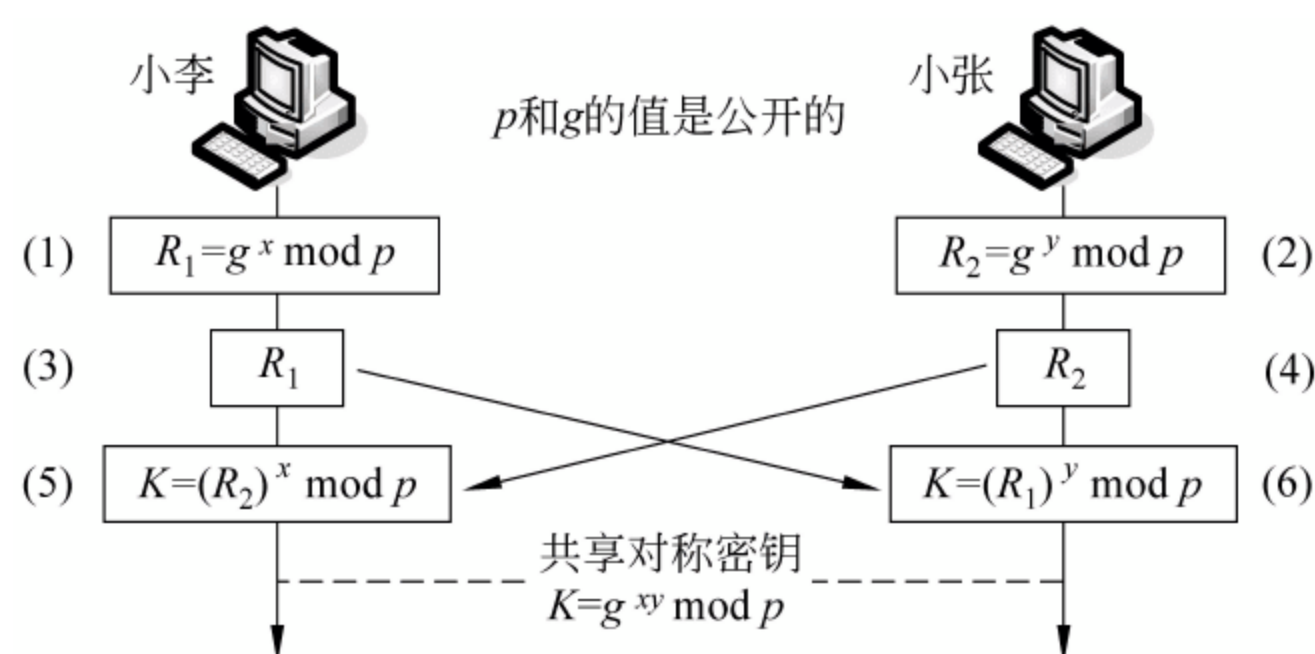 小李
小张
p和g的值是公开的
(1) R₁=g ˣ mod p
R₂=g ʸ mod p (2)
(3) R₁
R₂ (4)
(5) K=(R₂) ˣ mod p
K=(R₁) ʸ mod p (6)
共享对称密钥
K=g ˣʸ mod p